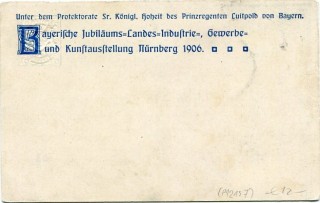 Unter dem Protektorate Sr. Königl. Hoheit des Prinzregenten Luitpold von Bayern.
Bayerische Jubiläums=Landes=Industrie=, Gewerbe=
und Kunstausstellung Nürnberg 1906.